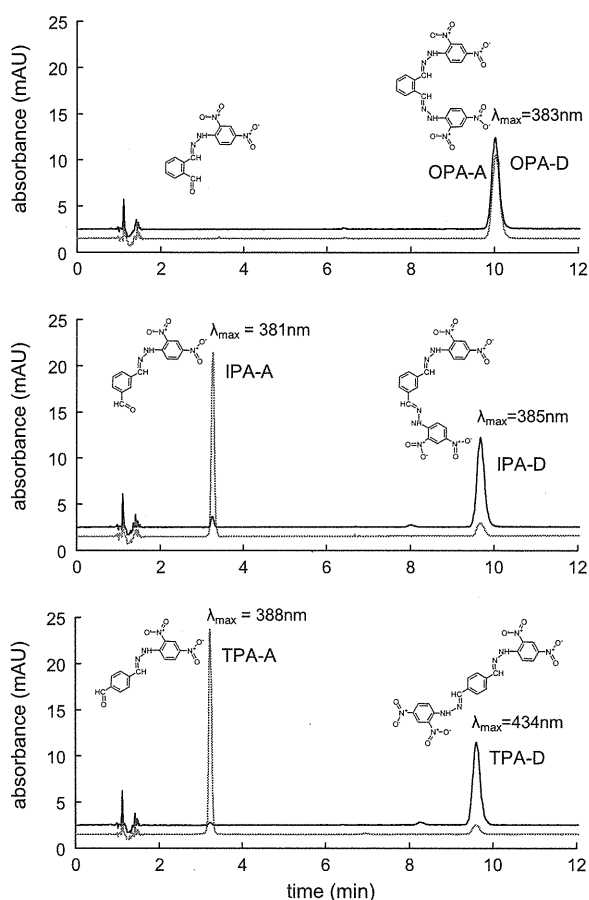 absorbance (mAU)
25
20
15
10
5
0
0 2 4 6 8 10 12
λmax=383nm
OPA-A OPA-D
absorbance (mAU)
25
20
15
10
5
0
0 2 4 6 8 10 12
λmax = 381nm
IPA-A
λmax=385nm
IPA-D
absorbance (mAU)
25
20
15
10
5
0
0 2 4 6 8 10 12
λmax = 388nm
TPA-A
λmax=434nm
TPA-D
time (min)